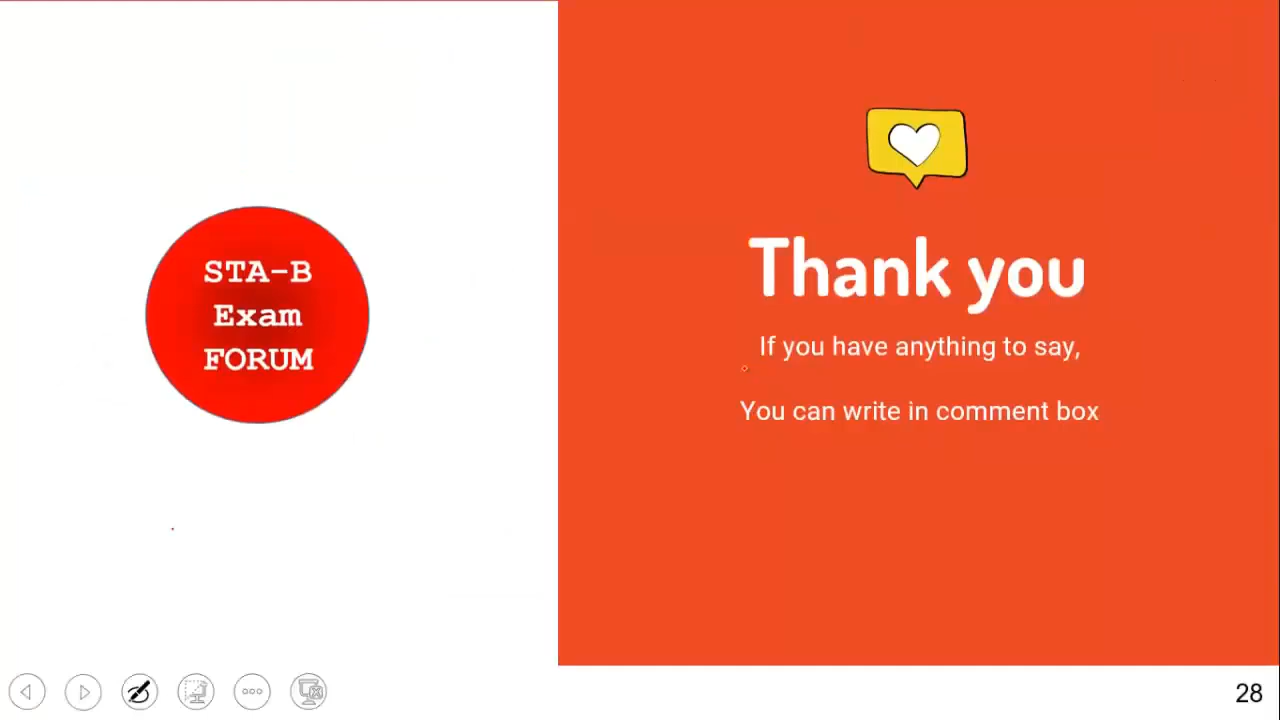 STA-B
Exam
FORUM
Thank you
If you have anything to say,
You can write in comment box
28